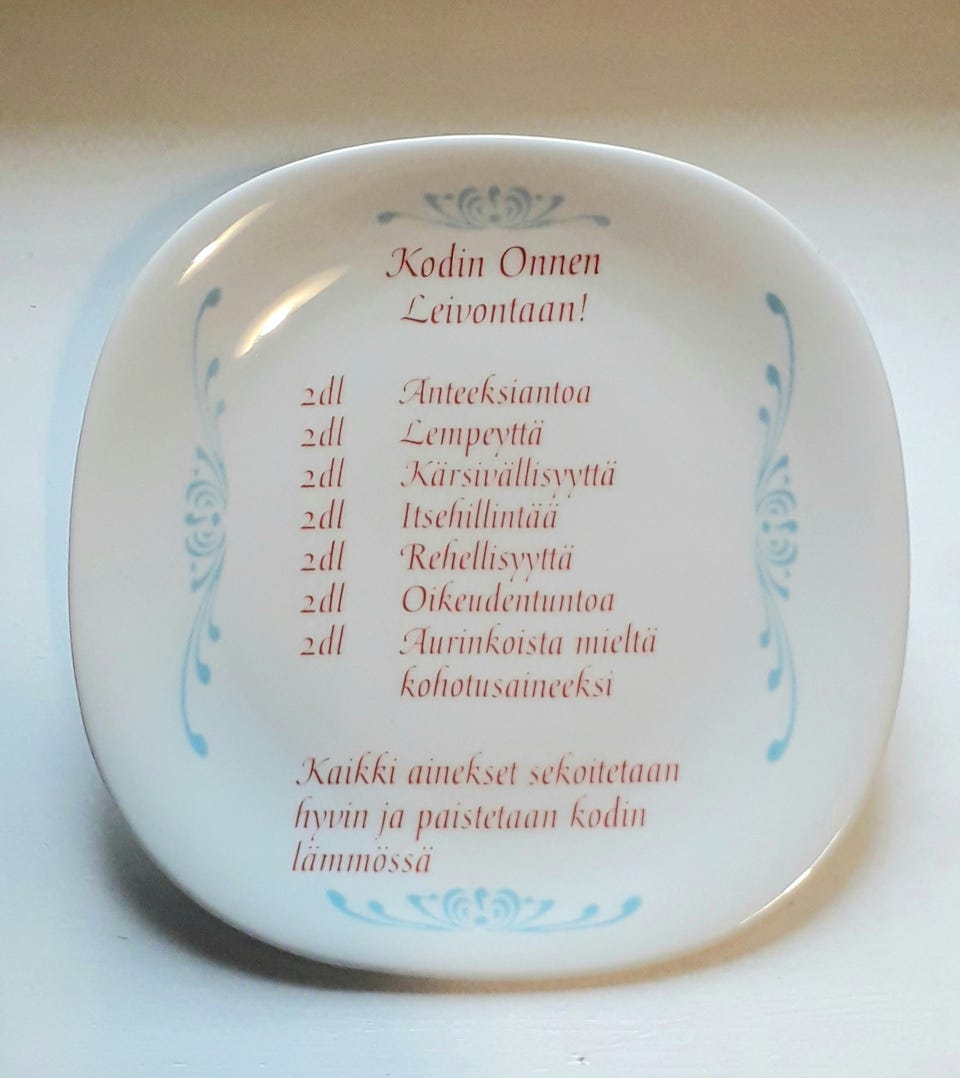 Kodin Onnen
Leivontaan!
2dl Anteeksiantoa
2dl Lempeyttä
2dl Kärsivällisyyttä
2dl Itsehillintää
2dl Rehellisyyttä
2dl Oikeudentuntoa
2dl Aurinkoista mieltä
kohotusaineeksi
Kaikki ainekset sekoitetaan
hyvin ja paistetaan kodin
lämmössä